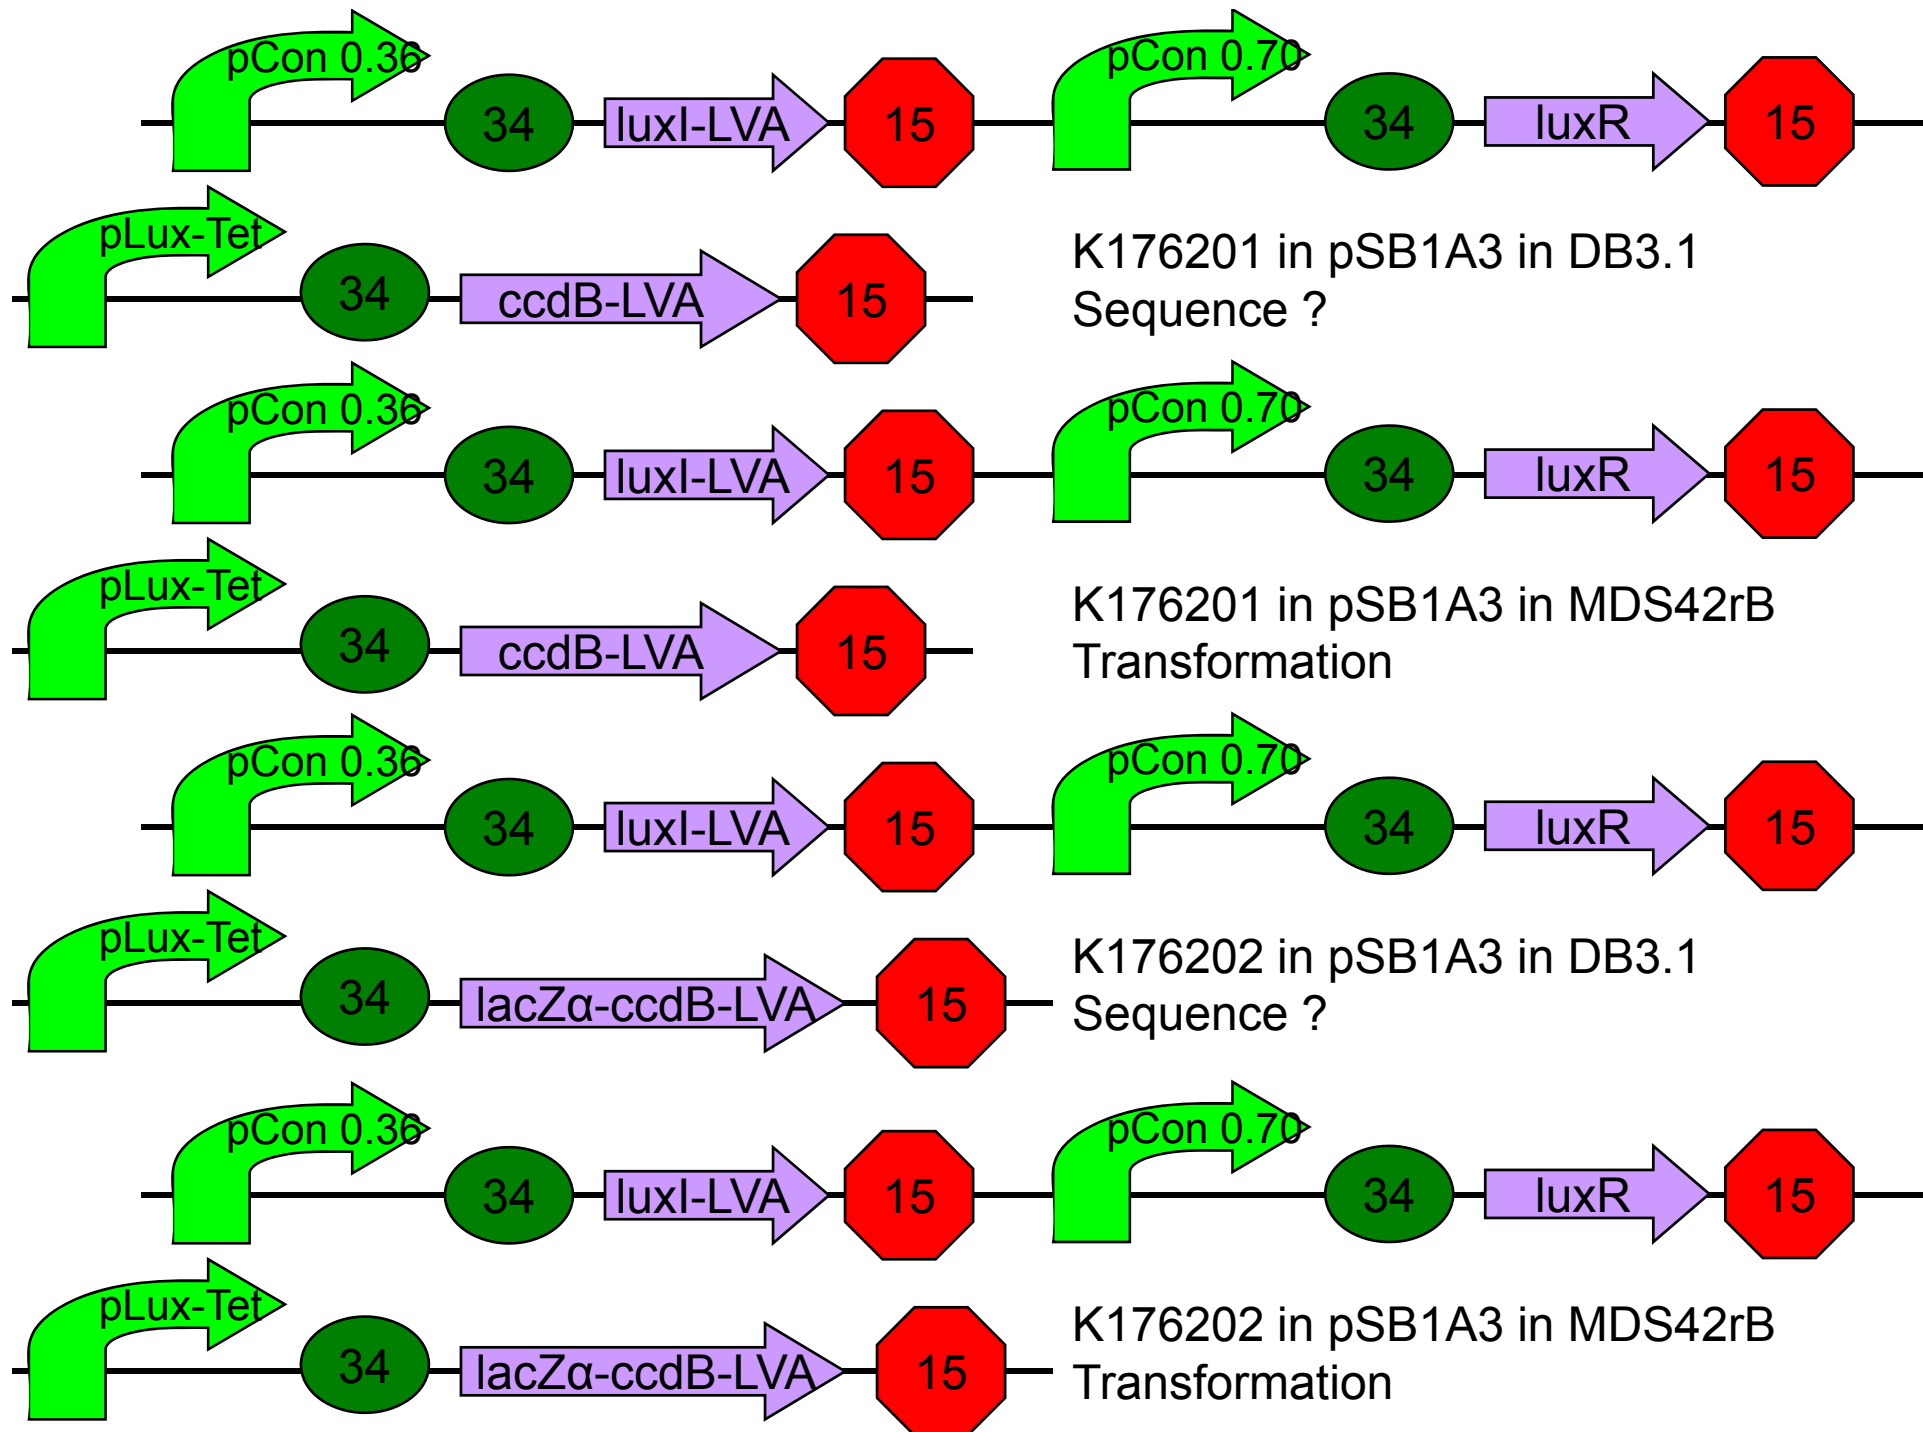 pCon 0.36 34 luxI-LVA 15 pCon 0.70 34 luxR 15
pLux-Tet 34 ccdB-LVA 15 K176201 in pSB1A3 in DB3.1
Sequence ?
pCon 0.36 34 luxI-LVA 15 pCon 0.70 34 luxR 15
pLux-Tet 34 ccdB-LVA 15 K176201 in pSB1A3 in MDS42rB
Transformation
pCon 0.36 34 luxI-LVA 15 pCon 0.70 34 luxR 15
pLux-Tet 34 lacZα-ccdB-LVA 15 K176202 in pSB1A3 in DB3.1
Sequence ?
pCon 0.36 34 luxI-LVA 15 pCon 0.70 34 luxR 15
pLux-Tet 34 lacZα-ccdB-LVA 15 K176202 in pSB1A3 in MDS42rB
Transformation